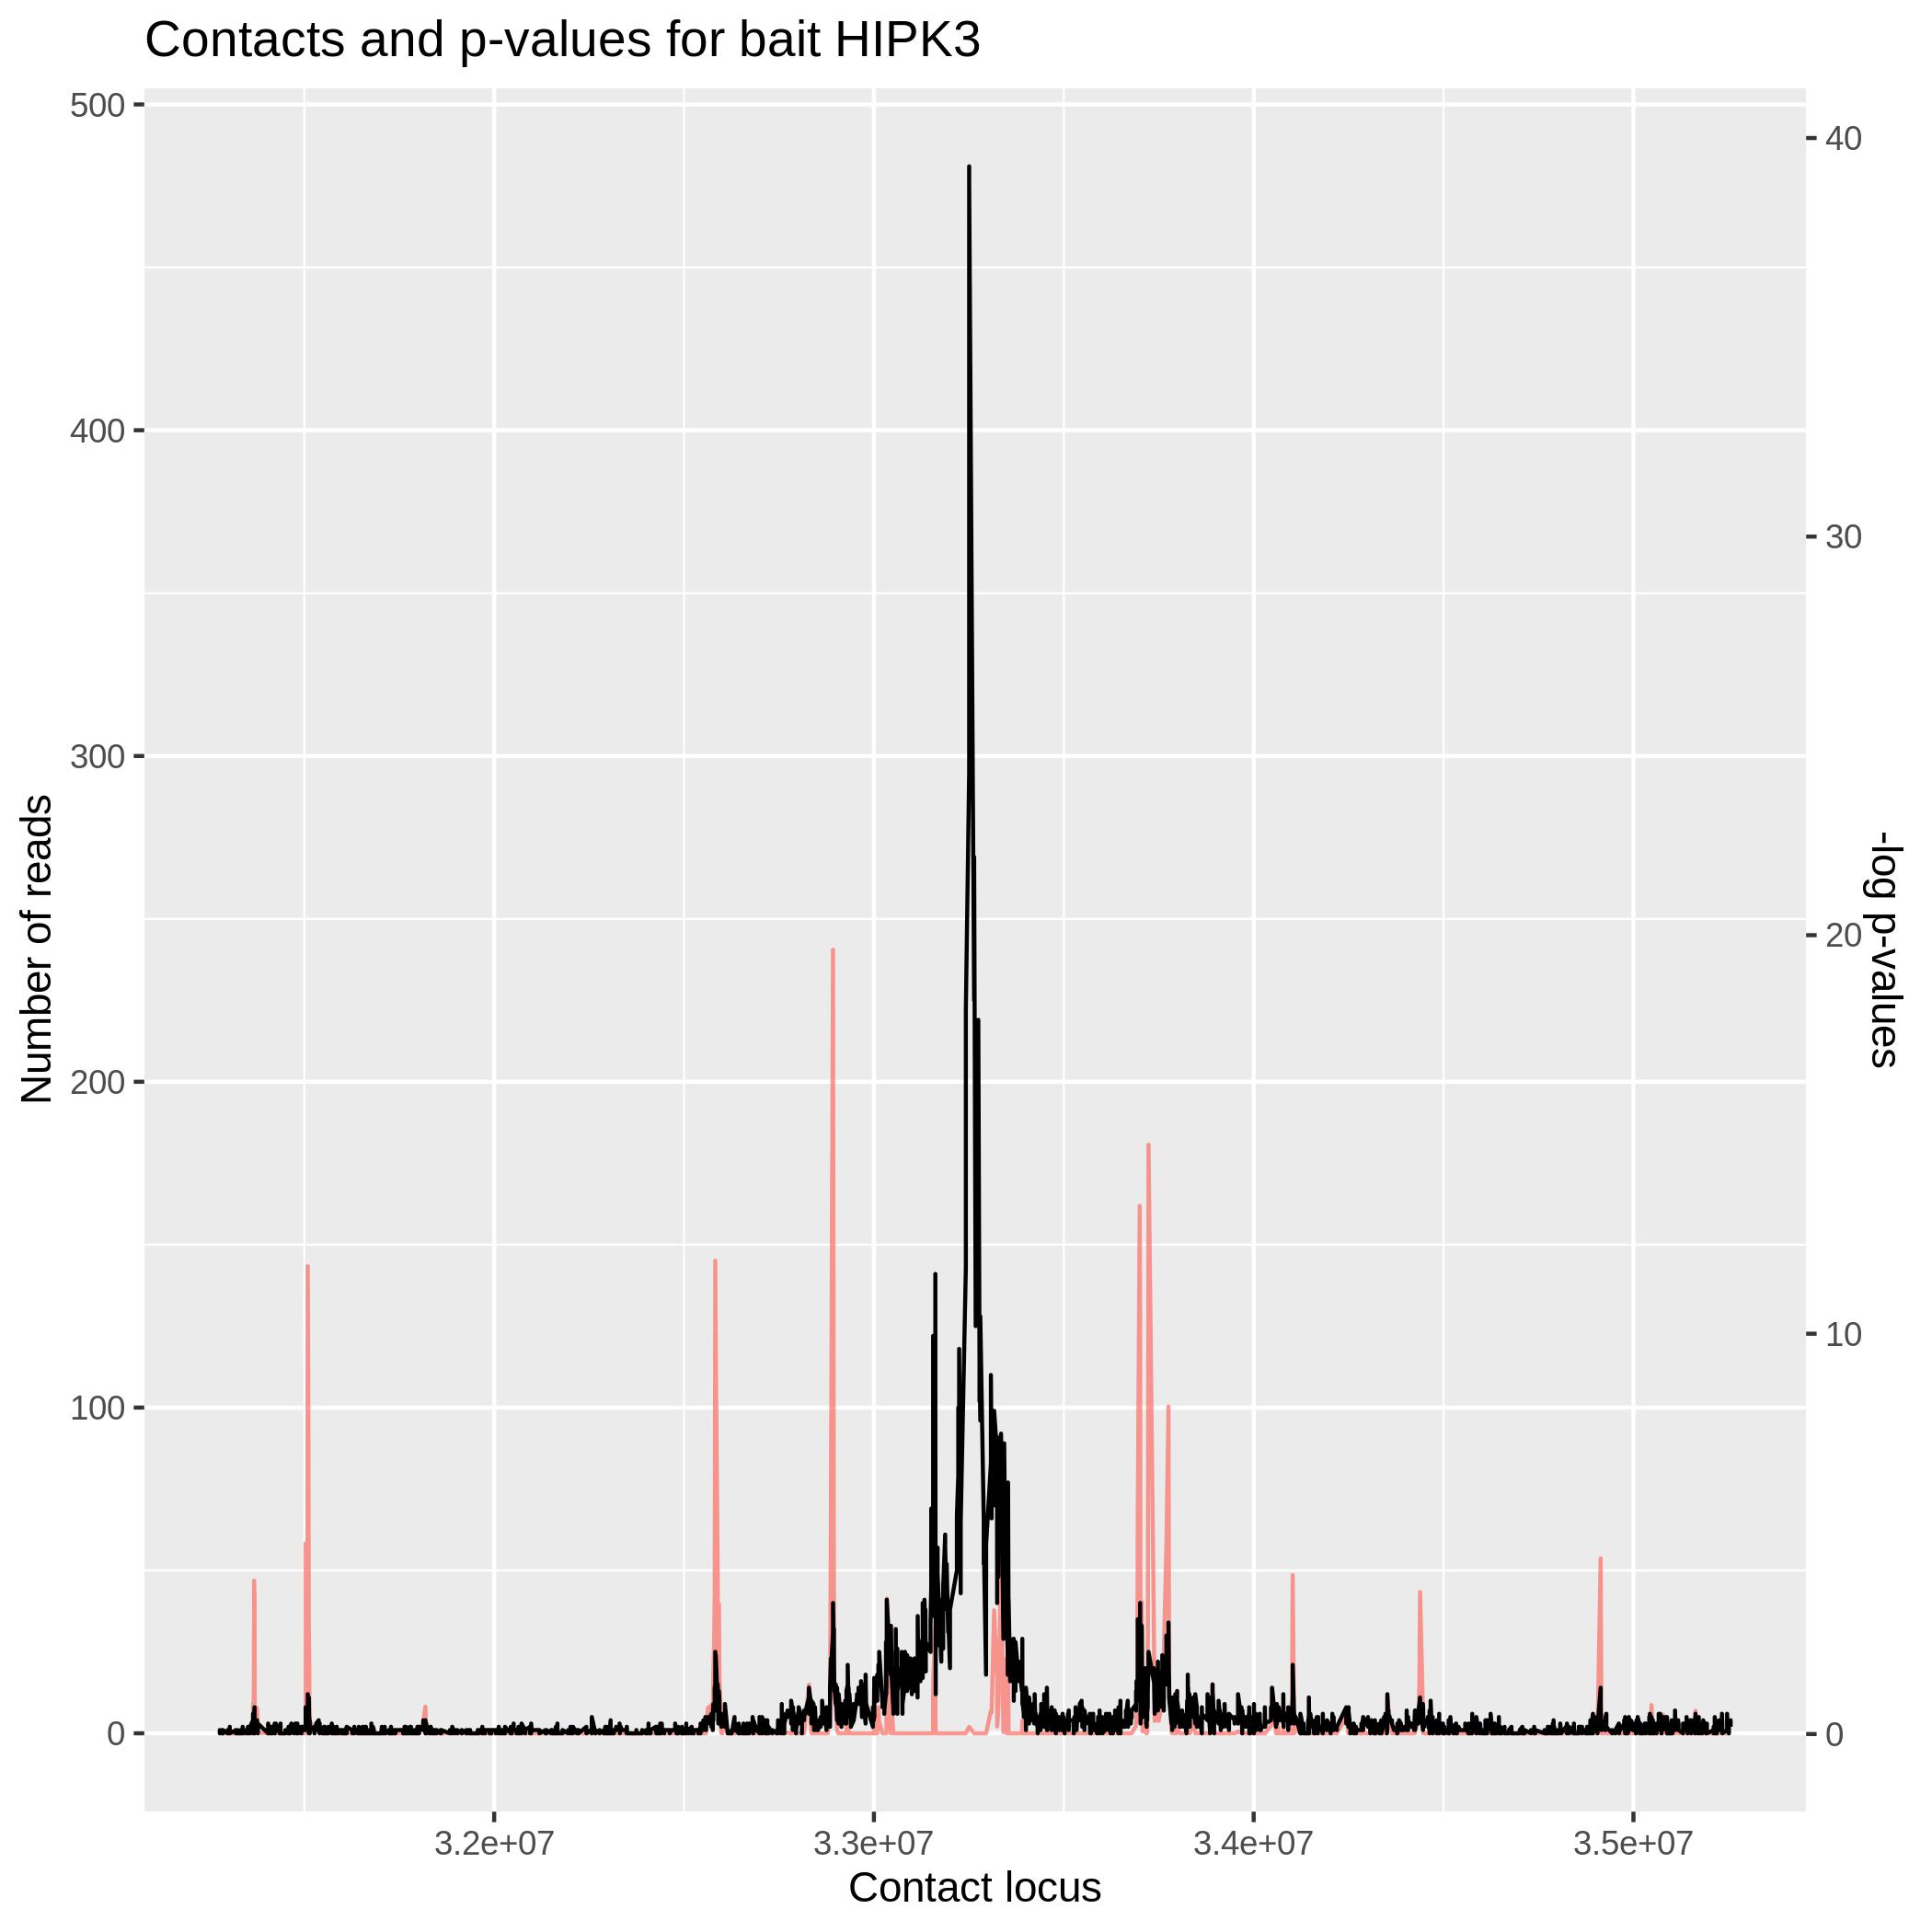 Contacts and p-values for bait HIPK3
Number of reads
500
400
300
200
100
0
40
30
20
10
0
-log p-values
3.2e+07 3.3e+07 3.4e+07 3.5e+07
Contact locus